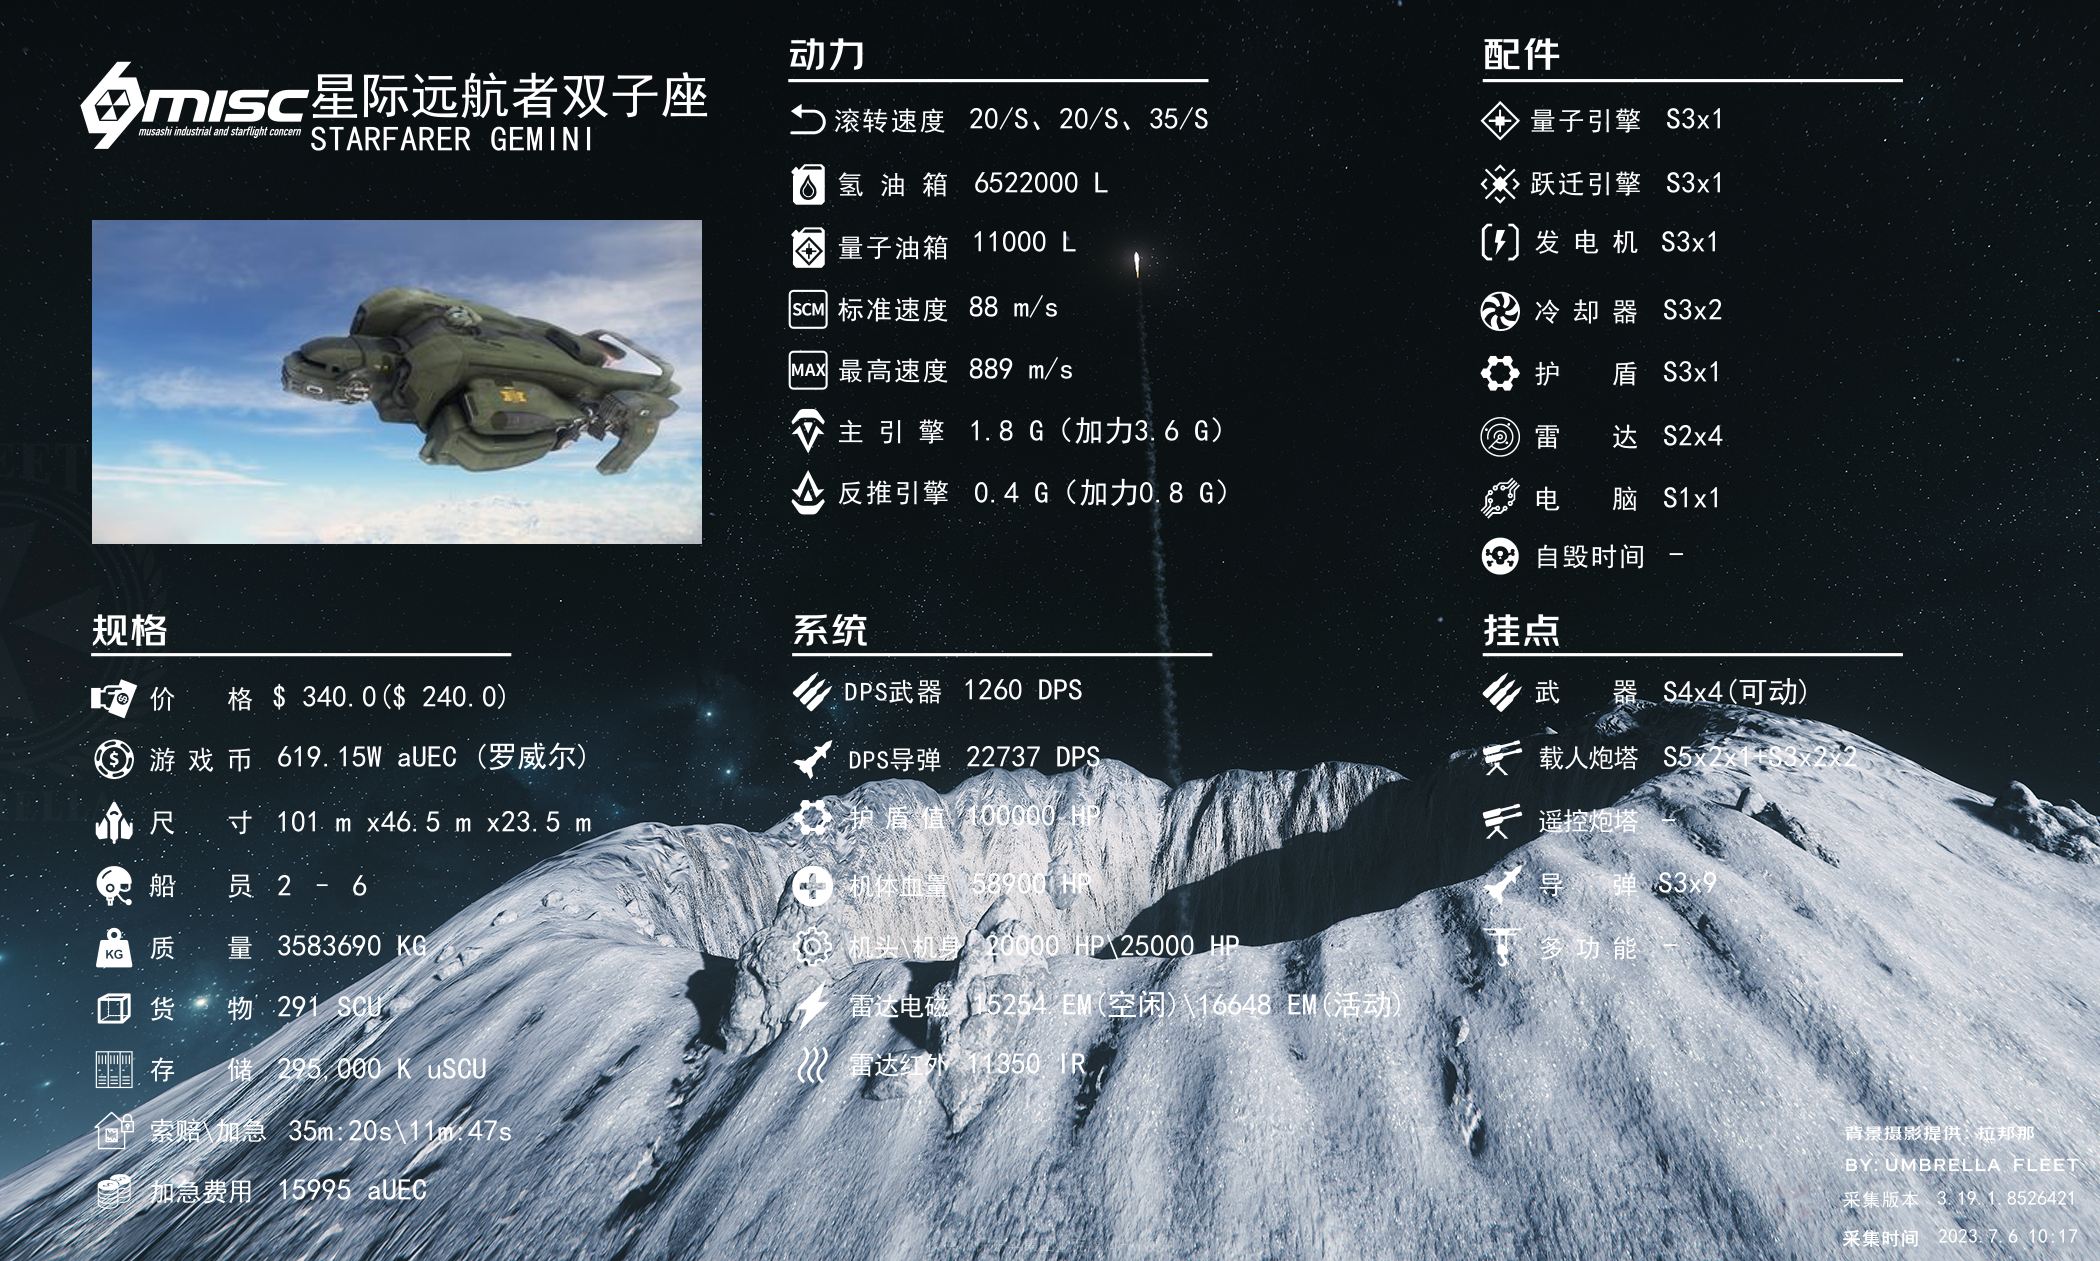 misc
musashi industrial and starflight concern
星际远航者双子座
STARFARER GEMINI
动力
滚转速度 20/S、20/S、35/S
氢油箱 6522000 L
量子油箱 11000 L
SCM 标准速度 88 m/s
MAX 最高速度 889 m/s
主引擎 1.8 G（加力3.6 G）
反推引擎 0.4 G（加力0.8 G）
配件
量子引擎 S3x1
跃迁引擎 S3x1
发电机 S3x1
冷却器 S3x2
护盾 S3x1
雷达 S2x4
电脑 S1x1
自毁时间 -
规格
价格 $ 340.0($ 240.0)
游戏币 619.15W aUEC (罗威尔)
尺寸 101 m x46.5 m x23.5 m
船员 2 - 6
KG 质量 3583690 KG
货物 291 SCU
存储 295,000 K uSCU
索赔\加急 35m:20s\11m:47s
加急费用 15995 aUEC
系统
DPS武器 1260 DPS
DPS导弹 22737 DPS
护盾值 100000 HP
机体血量 58900 HP
机头\机身 20000 HP\25000 HP
雷达电磁 15254 EM(空闲)\16648 EM(活动)
雷达红外 11350 IR
挂点
武器 S4x4(可动)
载人炮塔 S5x2x1+S3x2x2
遥控炮塔 -
导弹 S3x9
多功能 -
背景摄影提供：拉邦那
BY: UMBRELLA FLEET
采集版本 3.19.1.8526421
采集时间 2023.7.6 10:17